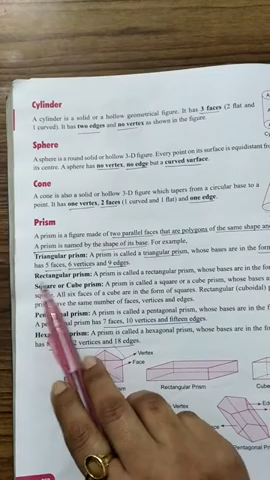 Cylinder
A cylinder is a solid or a hollow geometrical figure. It has 3 faces (2 flat and
1 curved). It has two edges and no vertex as shown in the figure.
Sphere
A sphere is a round solid or hollow 3-D figure. Every point on its surface is equidistant
its centre. A sphere has no vertex, no edge but a curved surface.
Cone
A cone is also a solid or hollow 3-D figure which tapers from a circular base to a
point. It has one vertex, 2 faces (1 curved and 1 flat) and one edge.
Prism
A prism is a figure made of two parallel faces that are polygons of the same shape
A prism is named by the shape of its base. For example,
Triangular prism: A prism is called a triangular prism, whose bases are in the
has 5 faces, 6 vertices and 9 edges.
Rectangular prism: A prism is called a rectangular prism, whose bases are in the
Square or Cube prism: A prism is called a square or a cube prism, whose bases
All six faces of a cube are in the form of squares. Rectangular (cuboidal)
the same number of faces, vertices and edges.
prism: A prism is called a pentagonal prism, whose bases are in the
A prism has 7 faces, 10 vertices and fifteen edges.
prism: A prism is called a hexagonal prism, whose bases are in the
vertices and 18 edges.
Vertex
Face
Rectangular Prism
Vertex